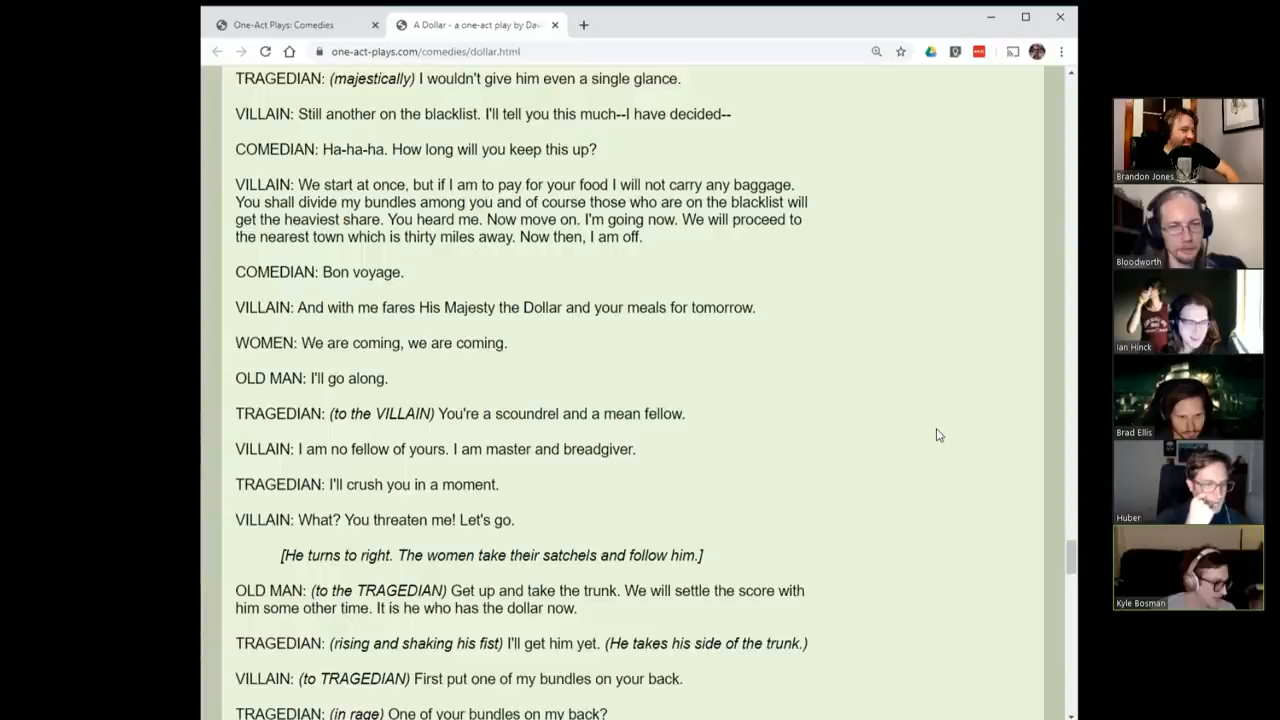 One-Act Plays: Comedies
A Dollar - a one-act play by Dav
one-act-plays.com/comedies/dollar.html
TRAGEDIAN: (majestically) I wouldn't give him even a single glance.
VILLAIN: Still another on the blacklist. I'll tell you this much--I have decided--
COMEDIAN: Ha-ha-ha. How long will you keep this up?
VILLAIN: We start at once, but if I am to pay for your food I will not carry any baggage.
You shall divide my bundles among you and of course those who are on the blacklist will
get the heaviest share. You heard me. Now move on. I'm going now. We will proceed to
the nearest town which is thirty miles away. Now then, I am off.
COMEDIAN: Bon voyage.
VILLAIN: And with me fares His Majesty the Dollar and your meals for tomorrow.
WOMEN: We are coming, we are coming.
OLD MAN: I'll go along.
TRAGEDIAN: (to the VILLAIN) You're a scoundrel and a mean fellow.
VILLAIN: I am no fellow of yours. I am master and breadgiver.
TRAGEDIAN: I'll crush you in a moment.
VILLAIN: What? You threaten me! Let's go.
[He turns to right. The women take their satchels and follow him.]
OLD MAN: (to the TRAGEDIAN) Get up and take the trunk. We will settle the score with
him some other time. It is he who has the dollar now.
TRAGEDIAN: (rising and shaking his fist) I'll get him yet. (He takes his side of the trunk.)
VILLAIN: (to TRAGEDIAN) First put one of my bundles on your back.
TRAGEDIAN: (in rage) One of your bundles on my back?
Brandon Jones
Bloodworth
Ian Hinck
Brad Ellis
Huber
Kyle Bosman